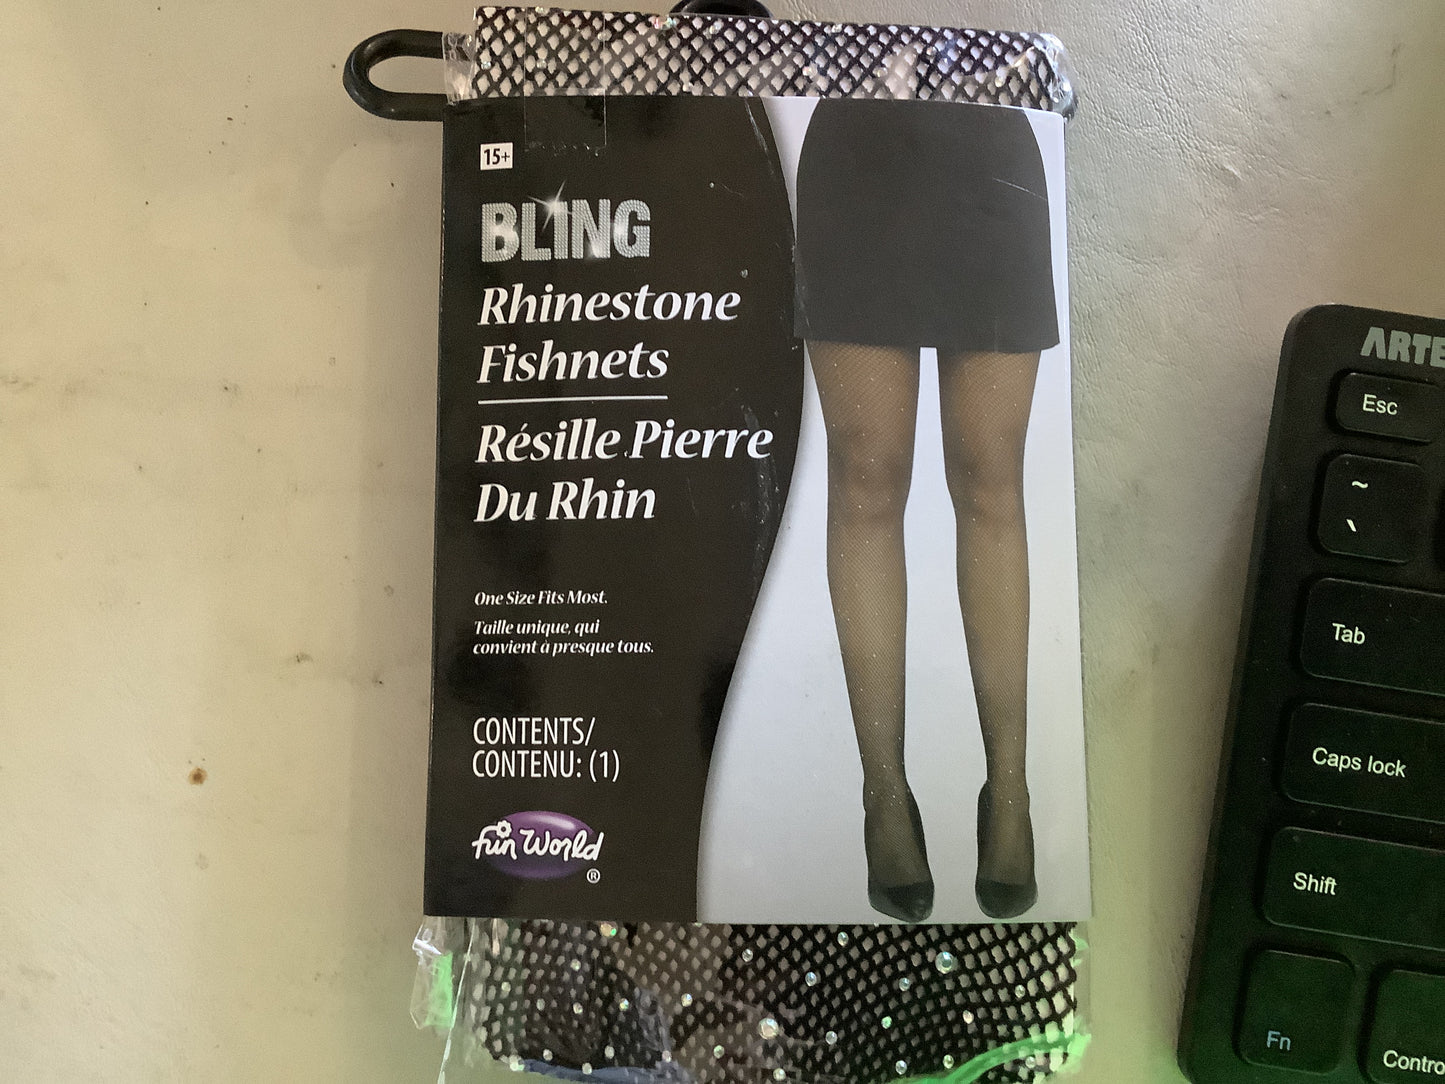 15+
BLING
Rhinestone
Fishnets
Résille Pierre
Du Rhin
One Size Fits Most.
Taille unique, qui
convient à presque tous.
CONTENTS/
CONTENU: (1)
fun World
®
ARTE
Esc
~
`
Tab
Caps lock
Shift
Fn
Contro